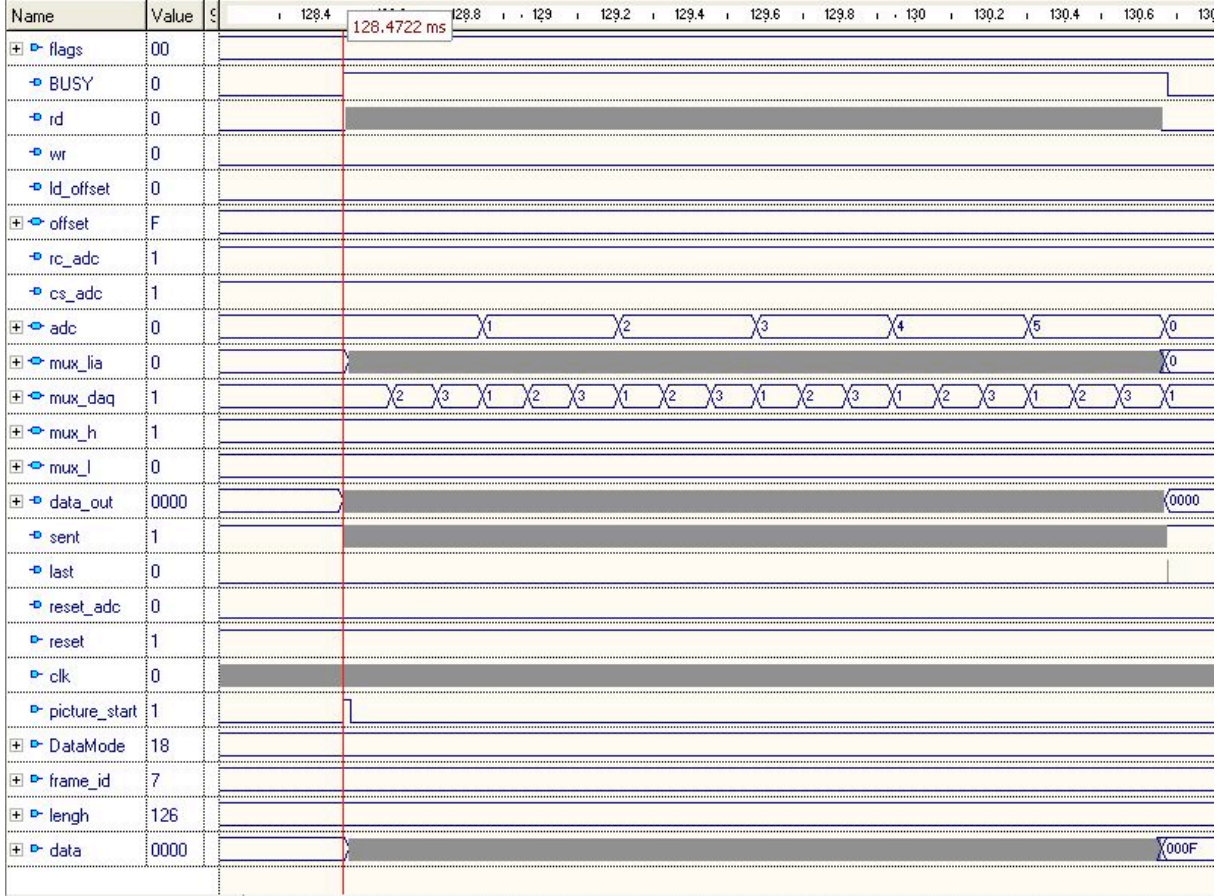 Name Value S 128.4 128.8 129 129.2 129.4 129.6 129.8 130 130.2 130.4 130.6 130
128.4722 ms
flags 00
BUSY 0
rd 0
wr 0
ld_offset 0
offset F
rc_adc 1
cs_adc 1
adc 0 1 2 3 4 5 0
mux_lia 0 0
mux_daq 1 2 3 1 2 3 1 2 3 1 2 3 1 2 3 1 2 3 1
mux_h 1
mux_l 0
data_out 0000 0000
sent 1
last 0
reset_adc 0
reset 1
clk 0
picture_start 1
DataMode 18
frame_id 7
lengh 126
data 0000 000F